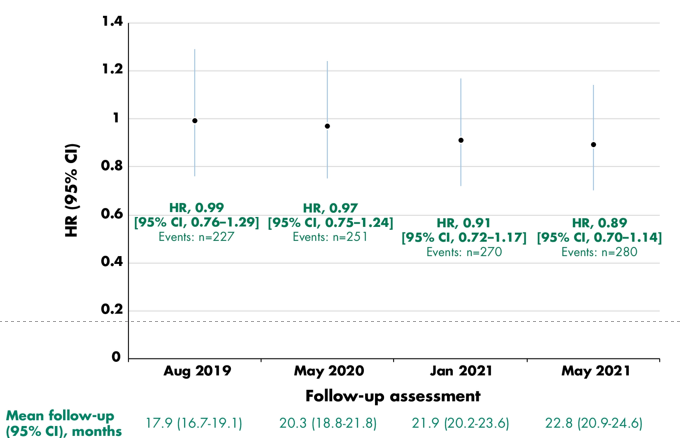 1.4
1.2
1
0.8
0.6
0.4
0.2
0
HR (95% CI)
HR, 0.99
[95% CI, 0.76–1.29]
Events: n=227
HR, 0.97
[95% CI, 0.75–1.24]
Events: n=251
HR, 0.91
[95% CI, 0.72–1.17]
Events: n=270
HR, 0.89
[95% CI, 0.70–1.14]
Events: n=280
Aug 2019 May 2020 Jan 2021 May 2021
Follow-up assessment
Mean follow-up
(95% CI), months
17.9 (16.7-19.1) 20.3 (18.8-21.8) 21.9 (20.2-23.6) 22.8 (20.9-24.6)